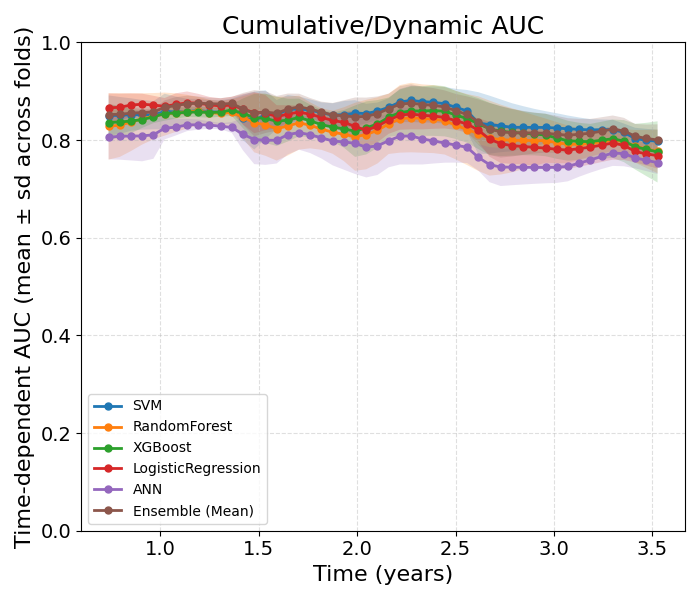 Cumulative/Dynamic AUC
Time-dependent AUC (mean ± sd across folds)
1.0
0.8
0.6
0.4
0.2
0.0
SVM
RandomForest
XGBoost
LogisticRegression
ANN
Ensemble (Mean)
1.0 1.5 2.0 2.5 3.0 3.5
Time (years)